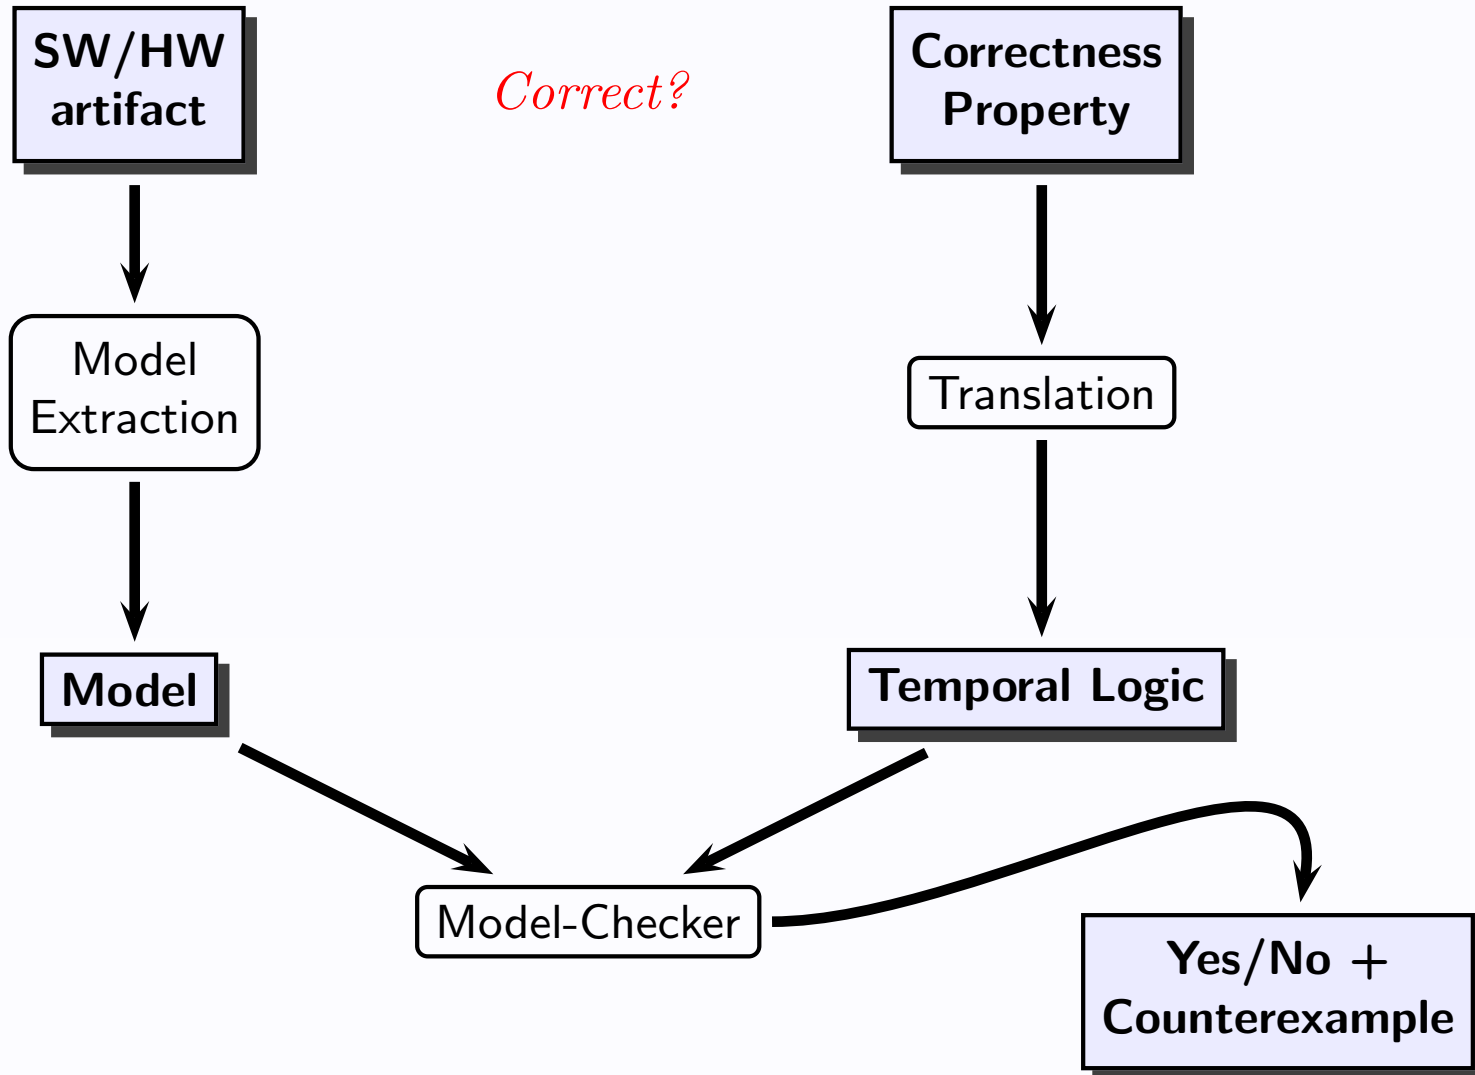 SW/HW
artifact
Correct?
Correctness
Property
Model
Extraction
Translation
Model
Temporal Logic
Model-Checker
Yes/No +
Counterexample